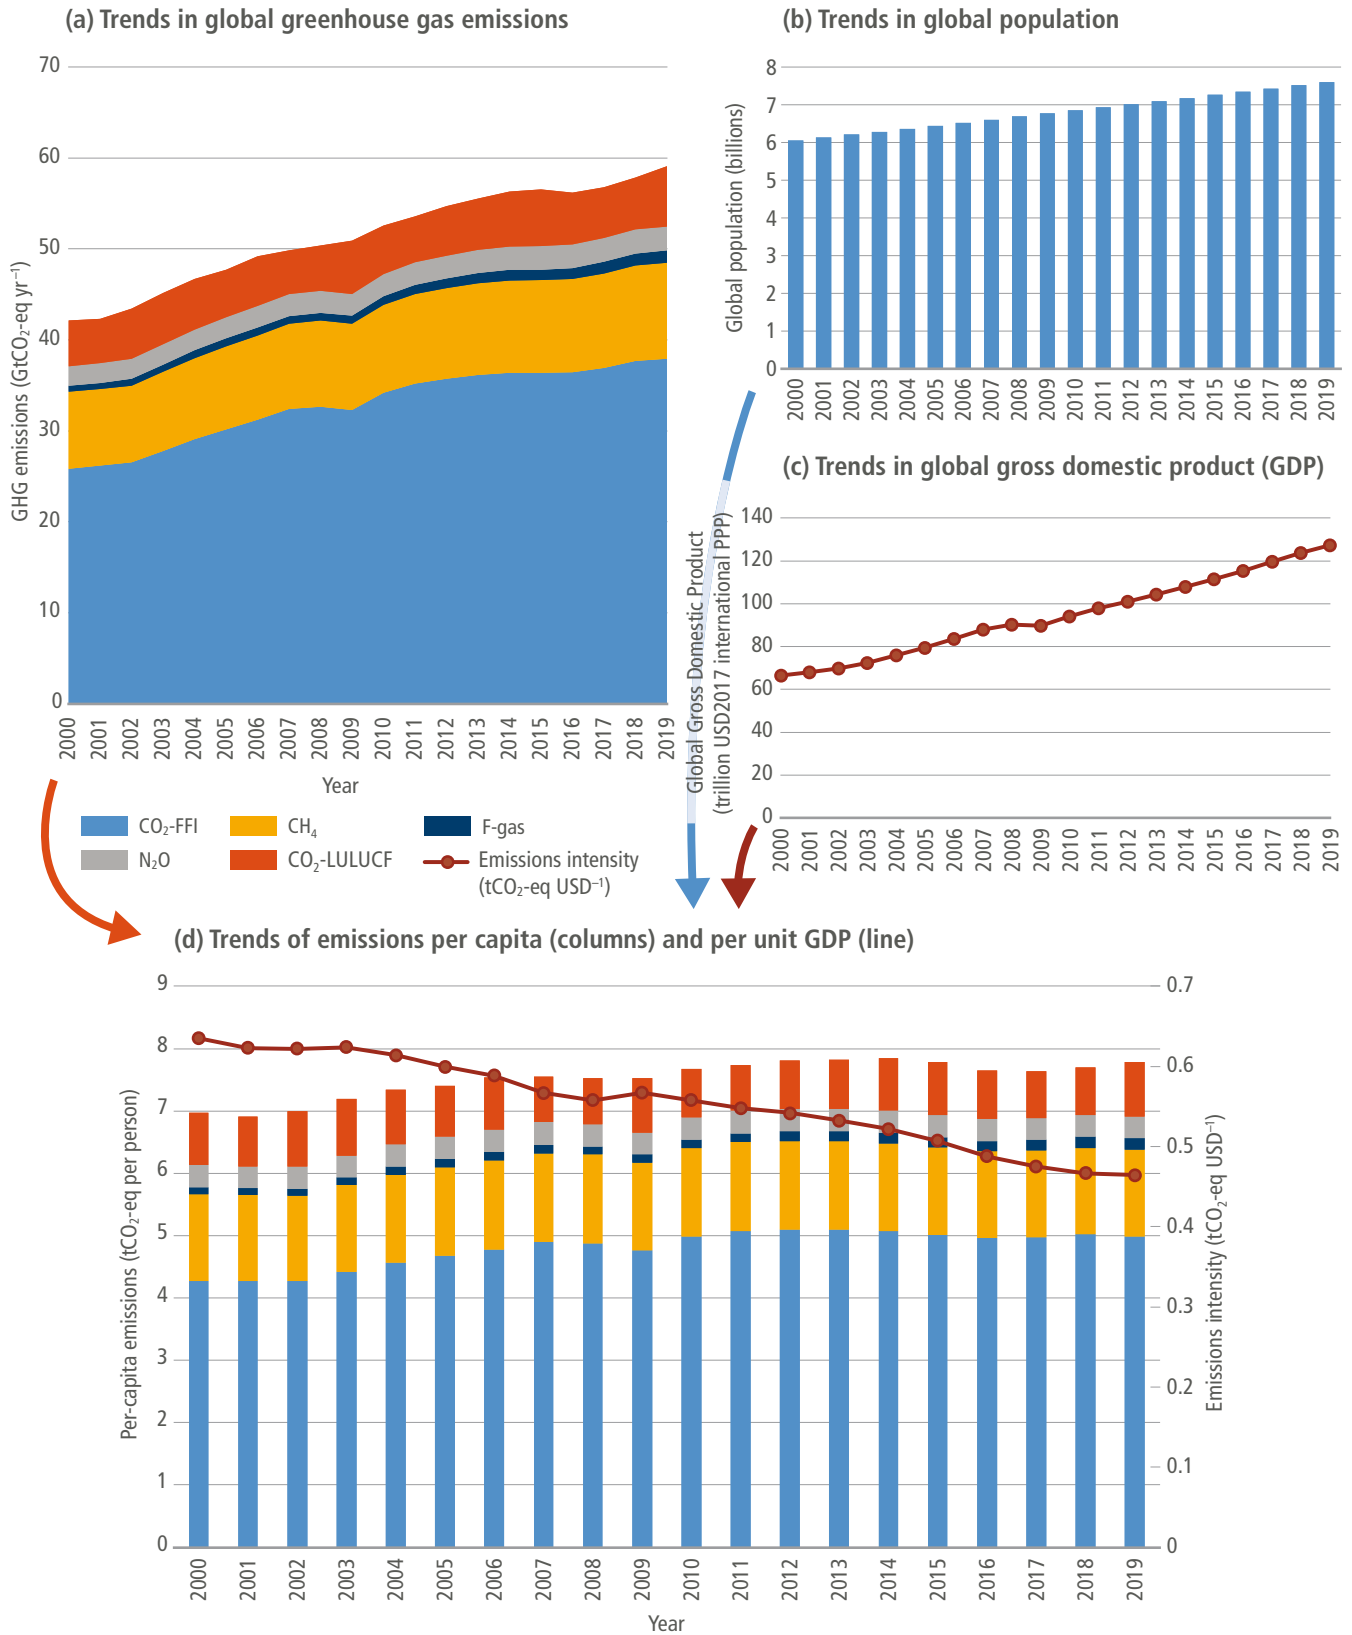 (a) Trends in global greenhouse gas emissions
70
60
50
40
30
20
10
0
GHG emissions (GtCO₂-eq yr⁻¹)
2000 2001 2002 2003 2004 2005 2006 2007 2008 2009 2010 2011 2012 2013 2014 2015 2016 2017 2018 2019
Year
CO₂-FFI
CH₄
F-gas
N₂O
CO₂-LULUCF
Emissions intensity
(tCO₂-eq USD⁻¹)
(b) Trends in global population
8
7
6
5
4
3
2
1
0
Global population (billions)
2000 2001 2002 2003 2004 2005 2006 2007 2008 2009 2010 2011 2012 2013 2014 2015 2016 2017 2018 2019
(c) Trends in global gross domestic product (GDP)
140
120
100
80
60
40
20
0
Global Gross Domestic Product
(trillion USD2017 international PPP)
2000 2001 2002 2003 2004 2005 2006 2007 2008 2009 2010 2011 2012 2013 2014 2015 2016 2017 2018 2019
(d) Trends of emissions per capita (columns) and per unit GDP (line)
9
8
7
6
5
4
3
2
1
0
Per-capita emissions (tCO₂-eq per person)
0.7
0.6
0.5
0.4
0.3
0.2
0.1
0
Emissions intensity (tCO₂-eq USD⁻¹)
2000 2001 2002 2003 2004 2005 2006 2007 2008 2009 2010 2011 2012 2013 2014 2015 2016 2017 2018 2019
Year